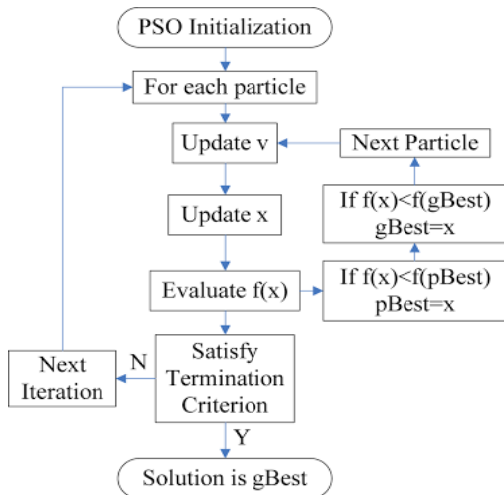 PSO Initialization
For each particle
Update v
Next Particle
Update x
If f(x)<f(gBest)
gBest=x
Evaluate f(x)
If f(x)<f(pBest)
pBest=x
Satisfy
Termination
Criterion
N
Next
Iteration
Y
Solution is gBest